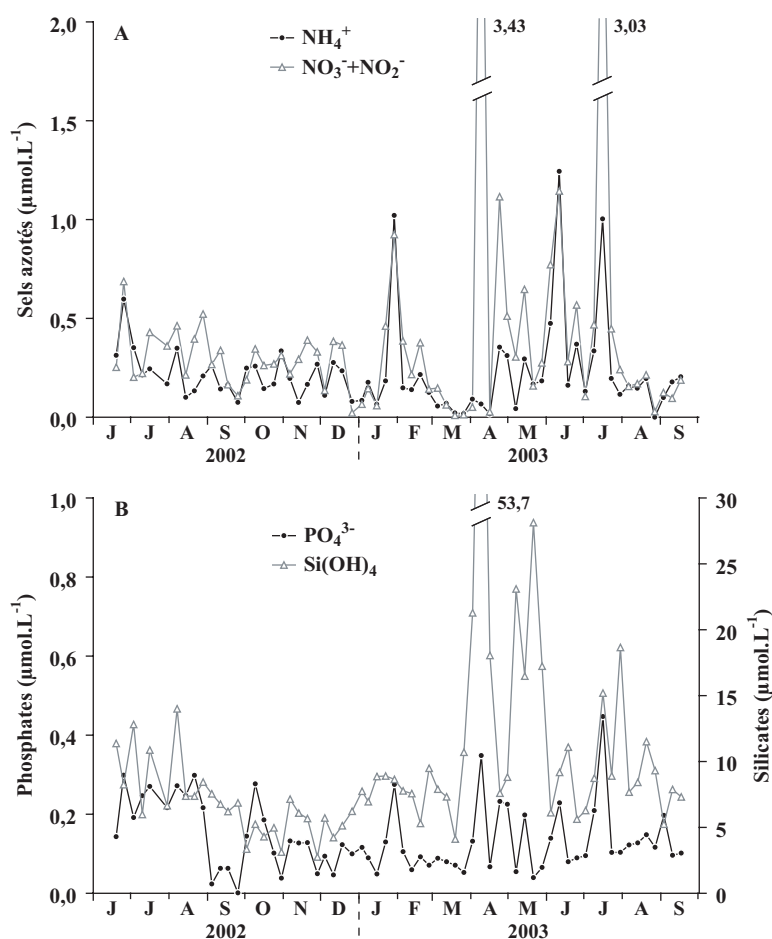 A
2,0
1,5
1,0
0,5
0,0
Sels azotés (µmol.L⁻¹)
NH₄⁺
NO₃⁻+NO₂⁻
3,43
3,03
J J A S O N D J F M A M J J A S
2002 2003
B
1,0
0,8
0,6
0,4
0,2
0,0
Phosphates (µmol.L⁻¹)
PO₄³⁻
Si(OH)₄
53,7
30
25
20
15
10
5
0
Silicates (µmol.L⁻¹)
J J A S O N D J F M A M J J A S
2002 2003